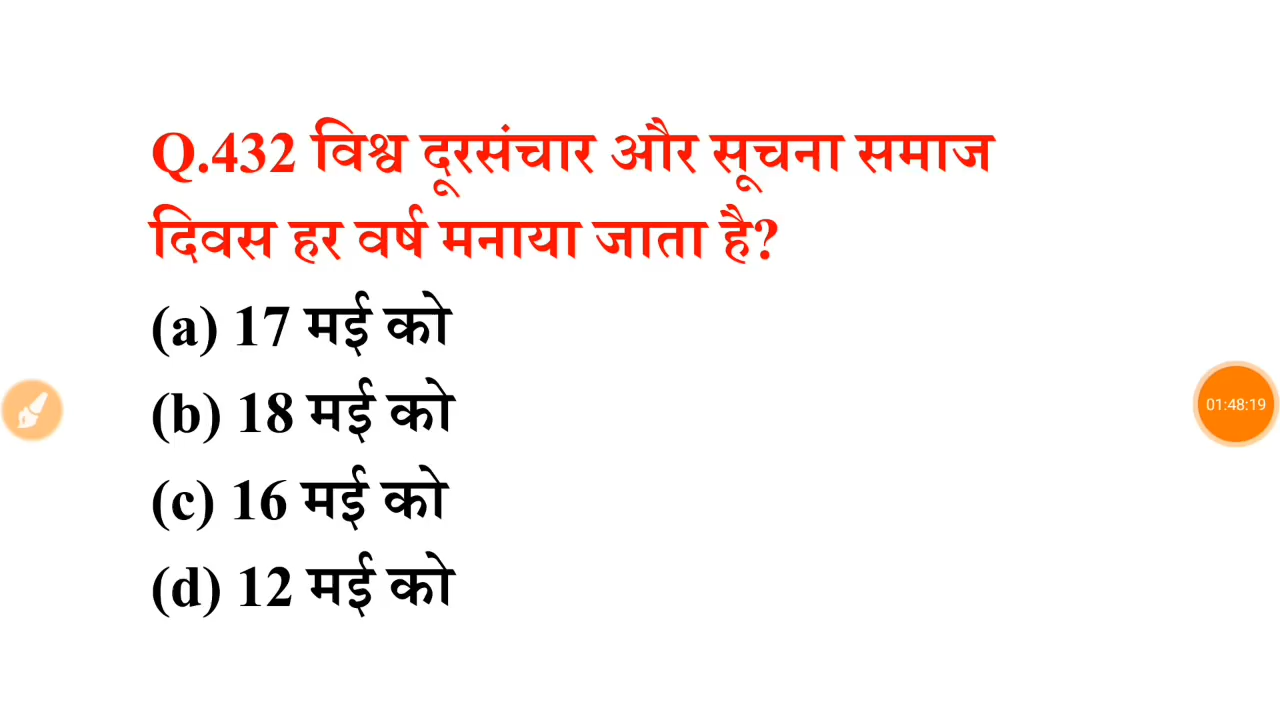 Q.432 विश्व दूरसंचार और सूचना समाज
दिवस हर वर्ष मनाया जाता है?
(a) 17 मई को
(b) 18 मई को
(c) 16 मई को
(d) 12 मई को
01:48:19